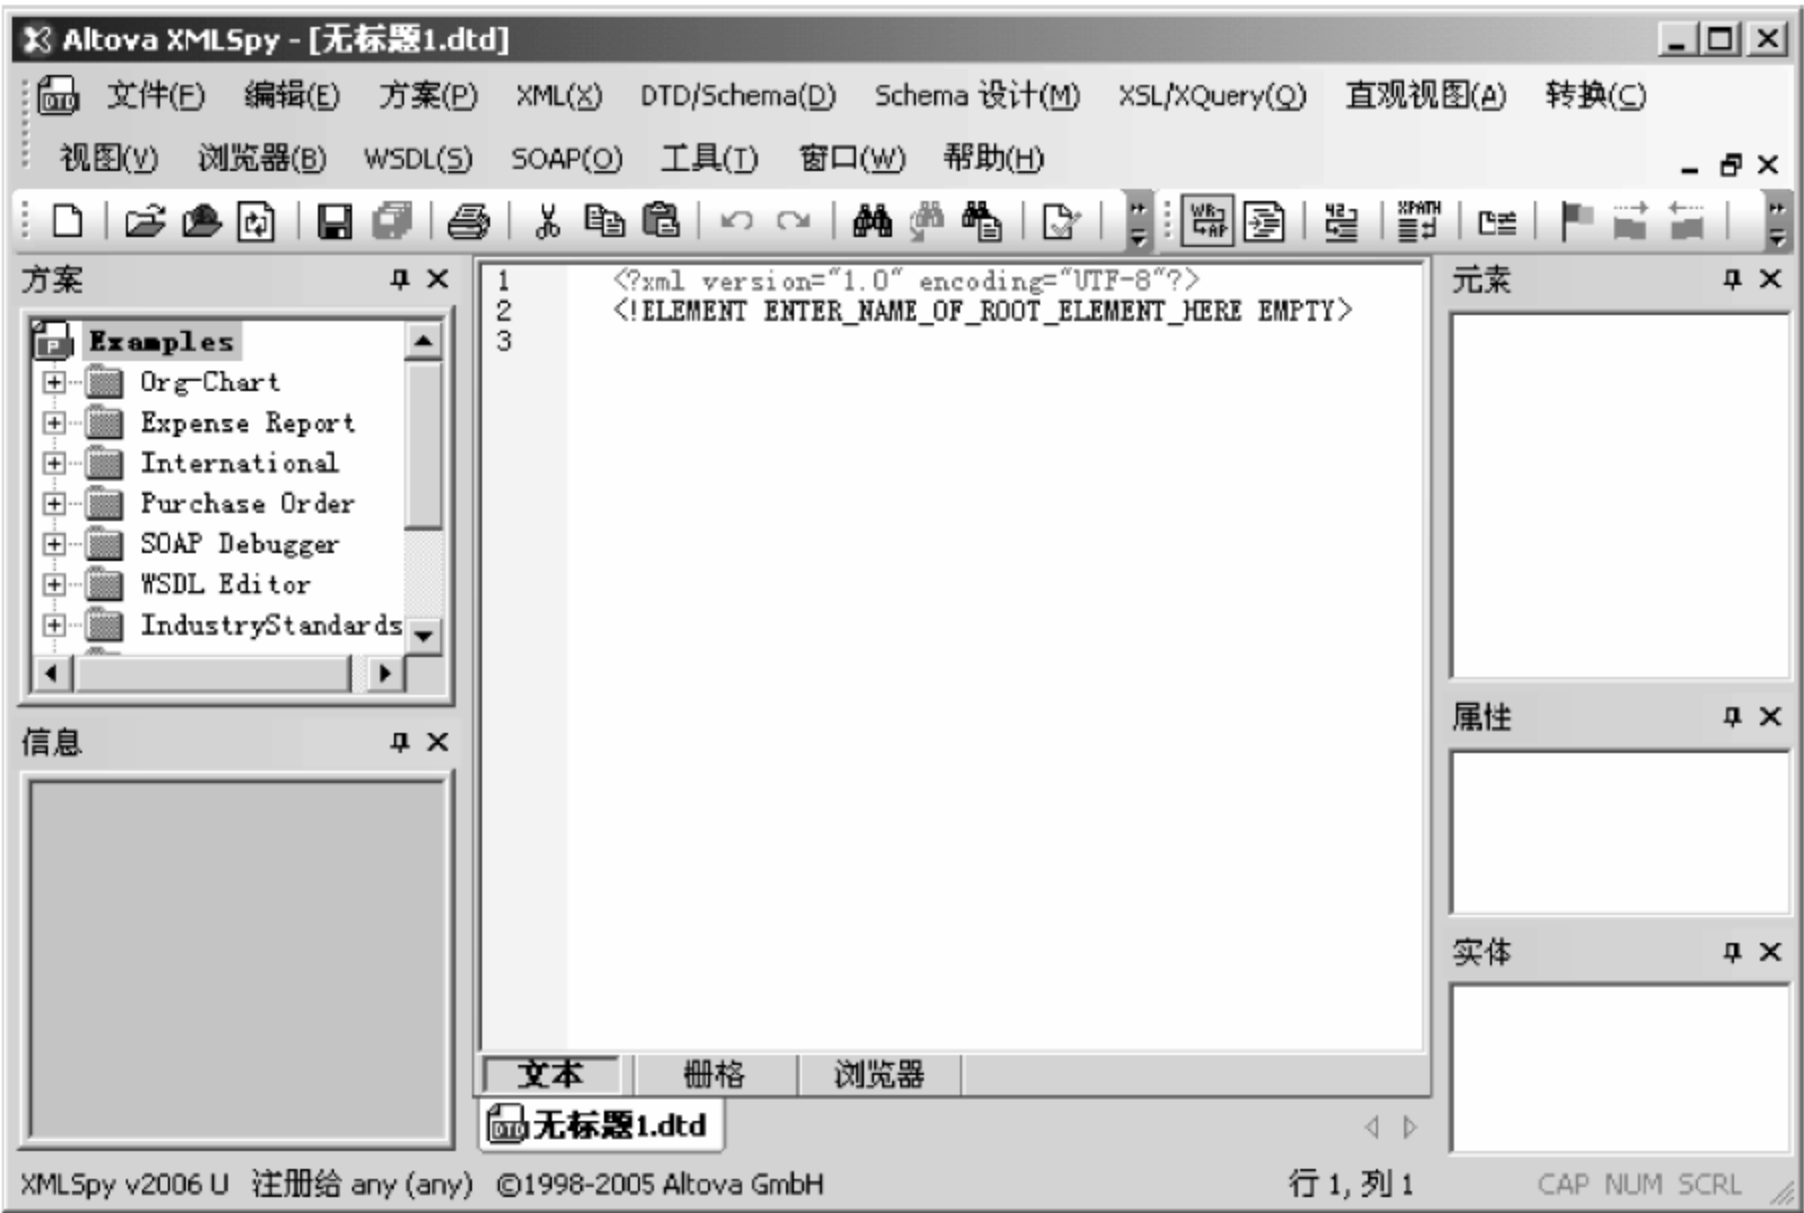 Altova XMLSpy - [无标题1.dtd]
文件(F) 编辑(E) 方案(P) XML(X) DTD/Schema(D) Schema 设计(M) XSL/XQuery(Q) 直观视图(A) 转换(C)
视图(V) 浏览器(B) WSDL(S) SOAP(O) 工具(T) 窗口(W) 帮助(H)
XPATH
方案
Examples
Org-Chart
Expense Report
International
Purchase Order
SOAP Debugger
WSDL Editor
IndustryStandards
信息
1 <?xml version="1.0" encoding="UTF-8"?>
2 <!ELEMENT ENTER_NAME_OF_ROOT_ELEMENT_HERE EMPTY>
3
文本 栅格 浏览器
DTD 无标题1.dtd
元素
属性
实体
XMLSpy v2006 U 注册给 any (any) ©1998-2005 Altova GmbH 行 1, 列 1 CAP NUM SCRL